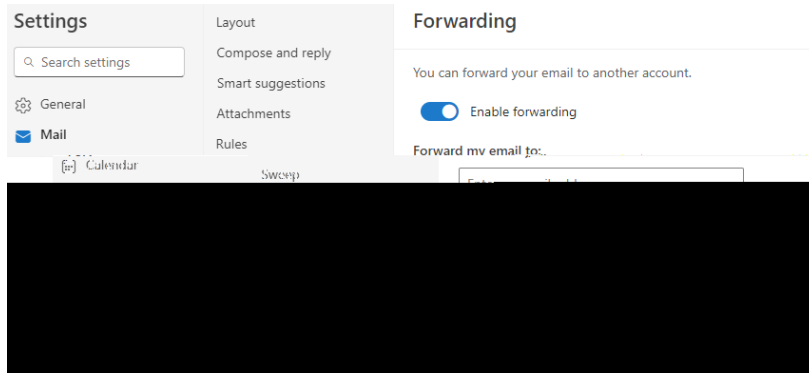 Settings
Search settings
General
Mail
Calendar
Layout
Compose and reply
Smart suggestions
Attachments
Rules
Sweep
Forwarding
You can forward your email to another account.
Enable forwarding
Forward my email to: